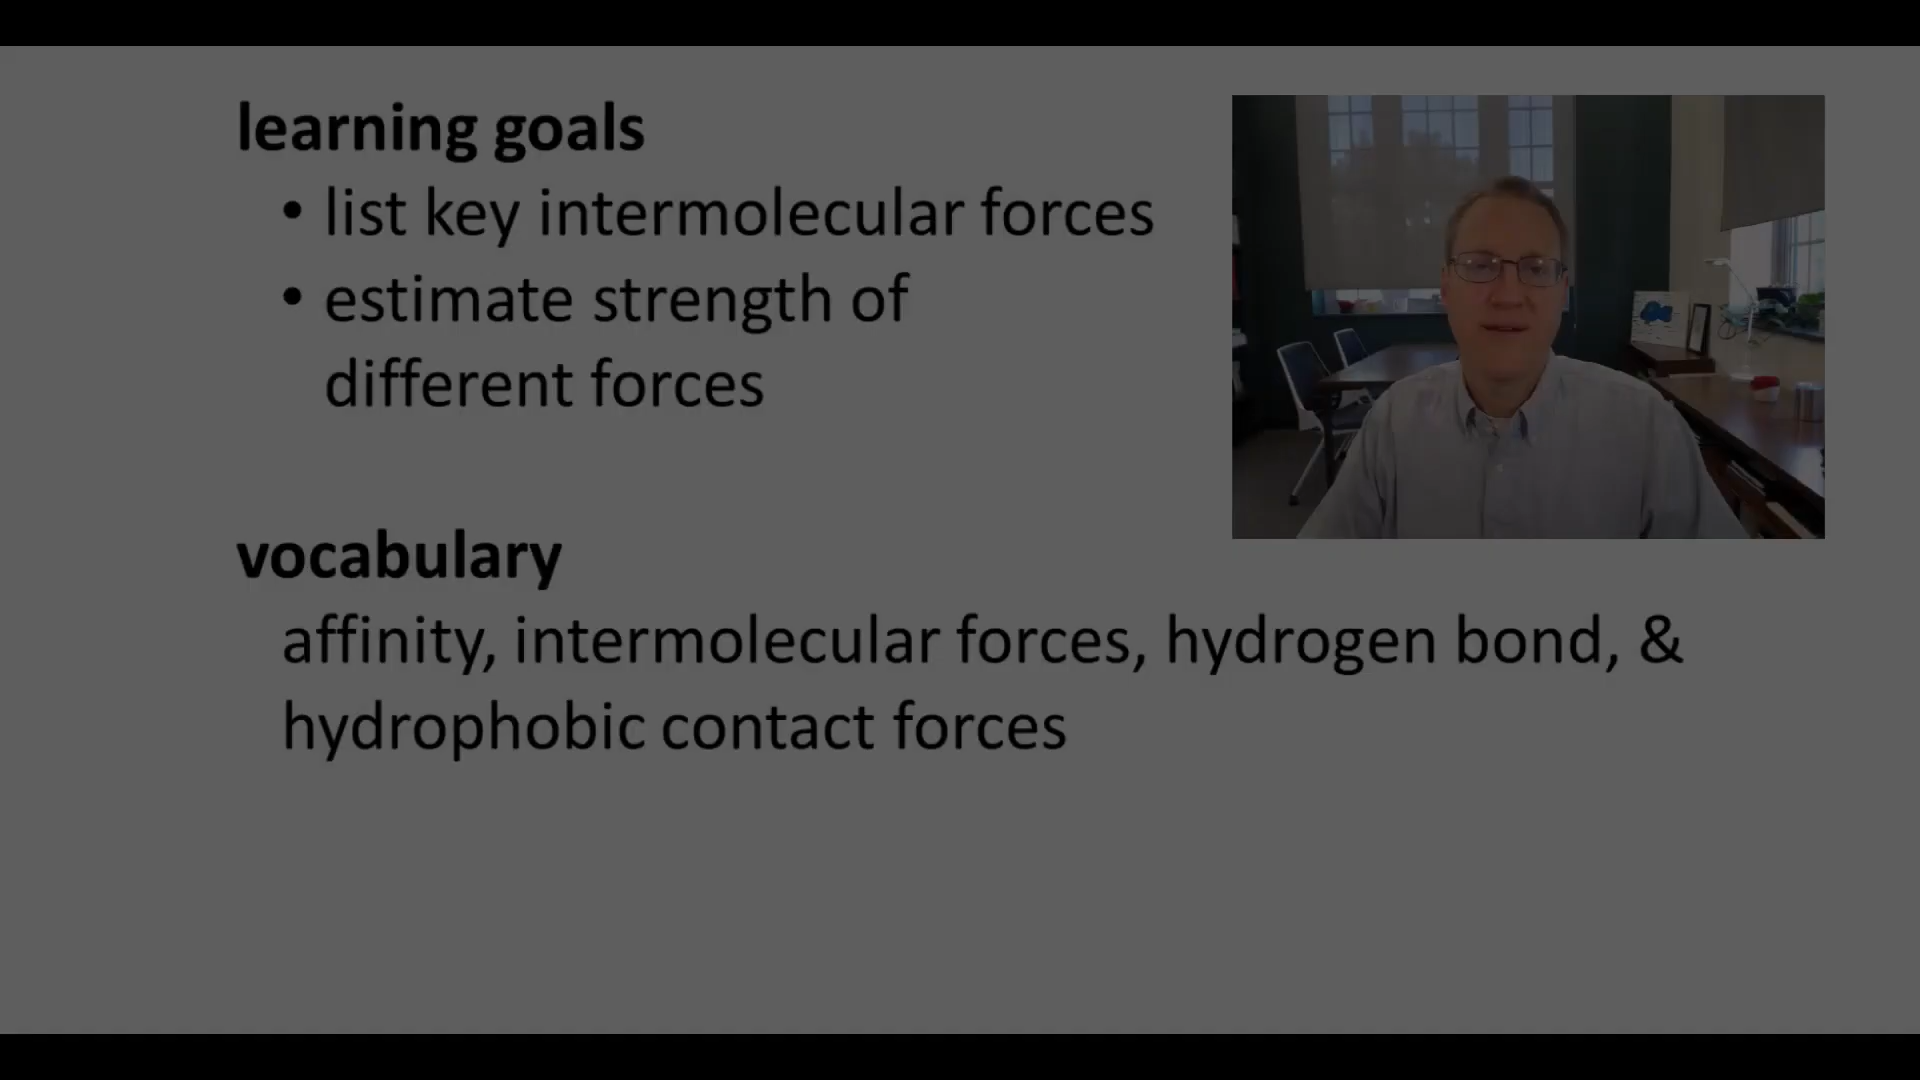 learning goals
• list key intermolecular forces
• estimate strength of
different forces
vocabulary
affinity, intermolecular forces, hydrogen bond, &
hydrophobic contact forces